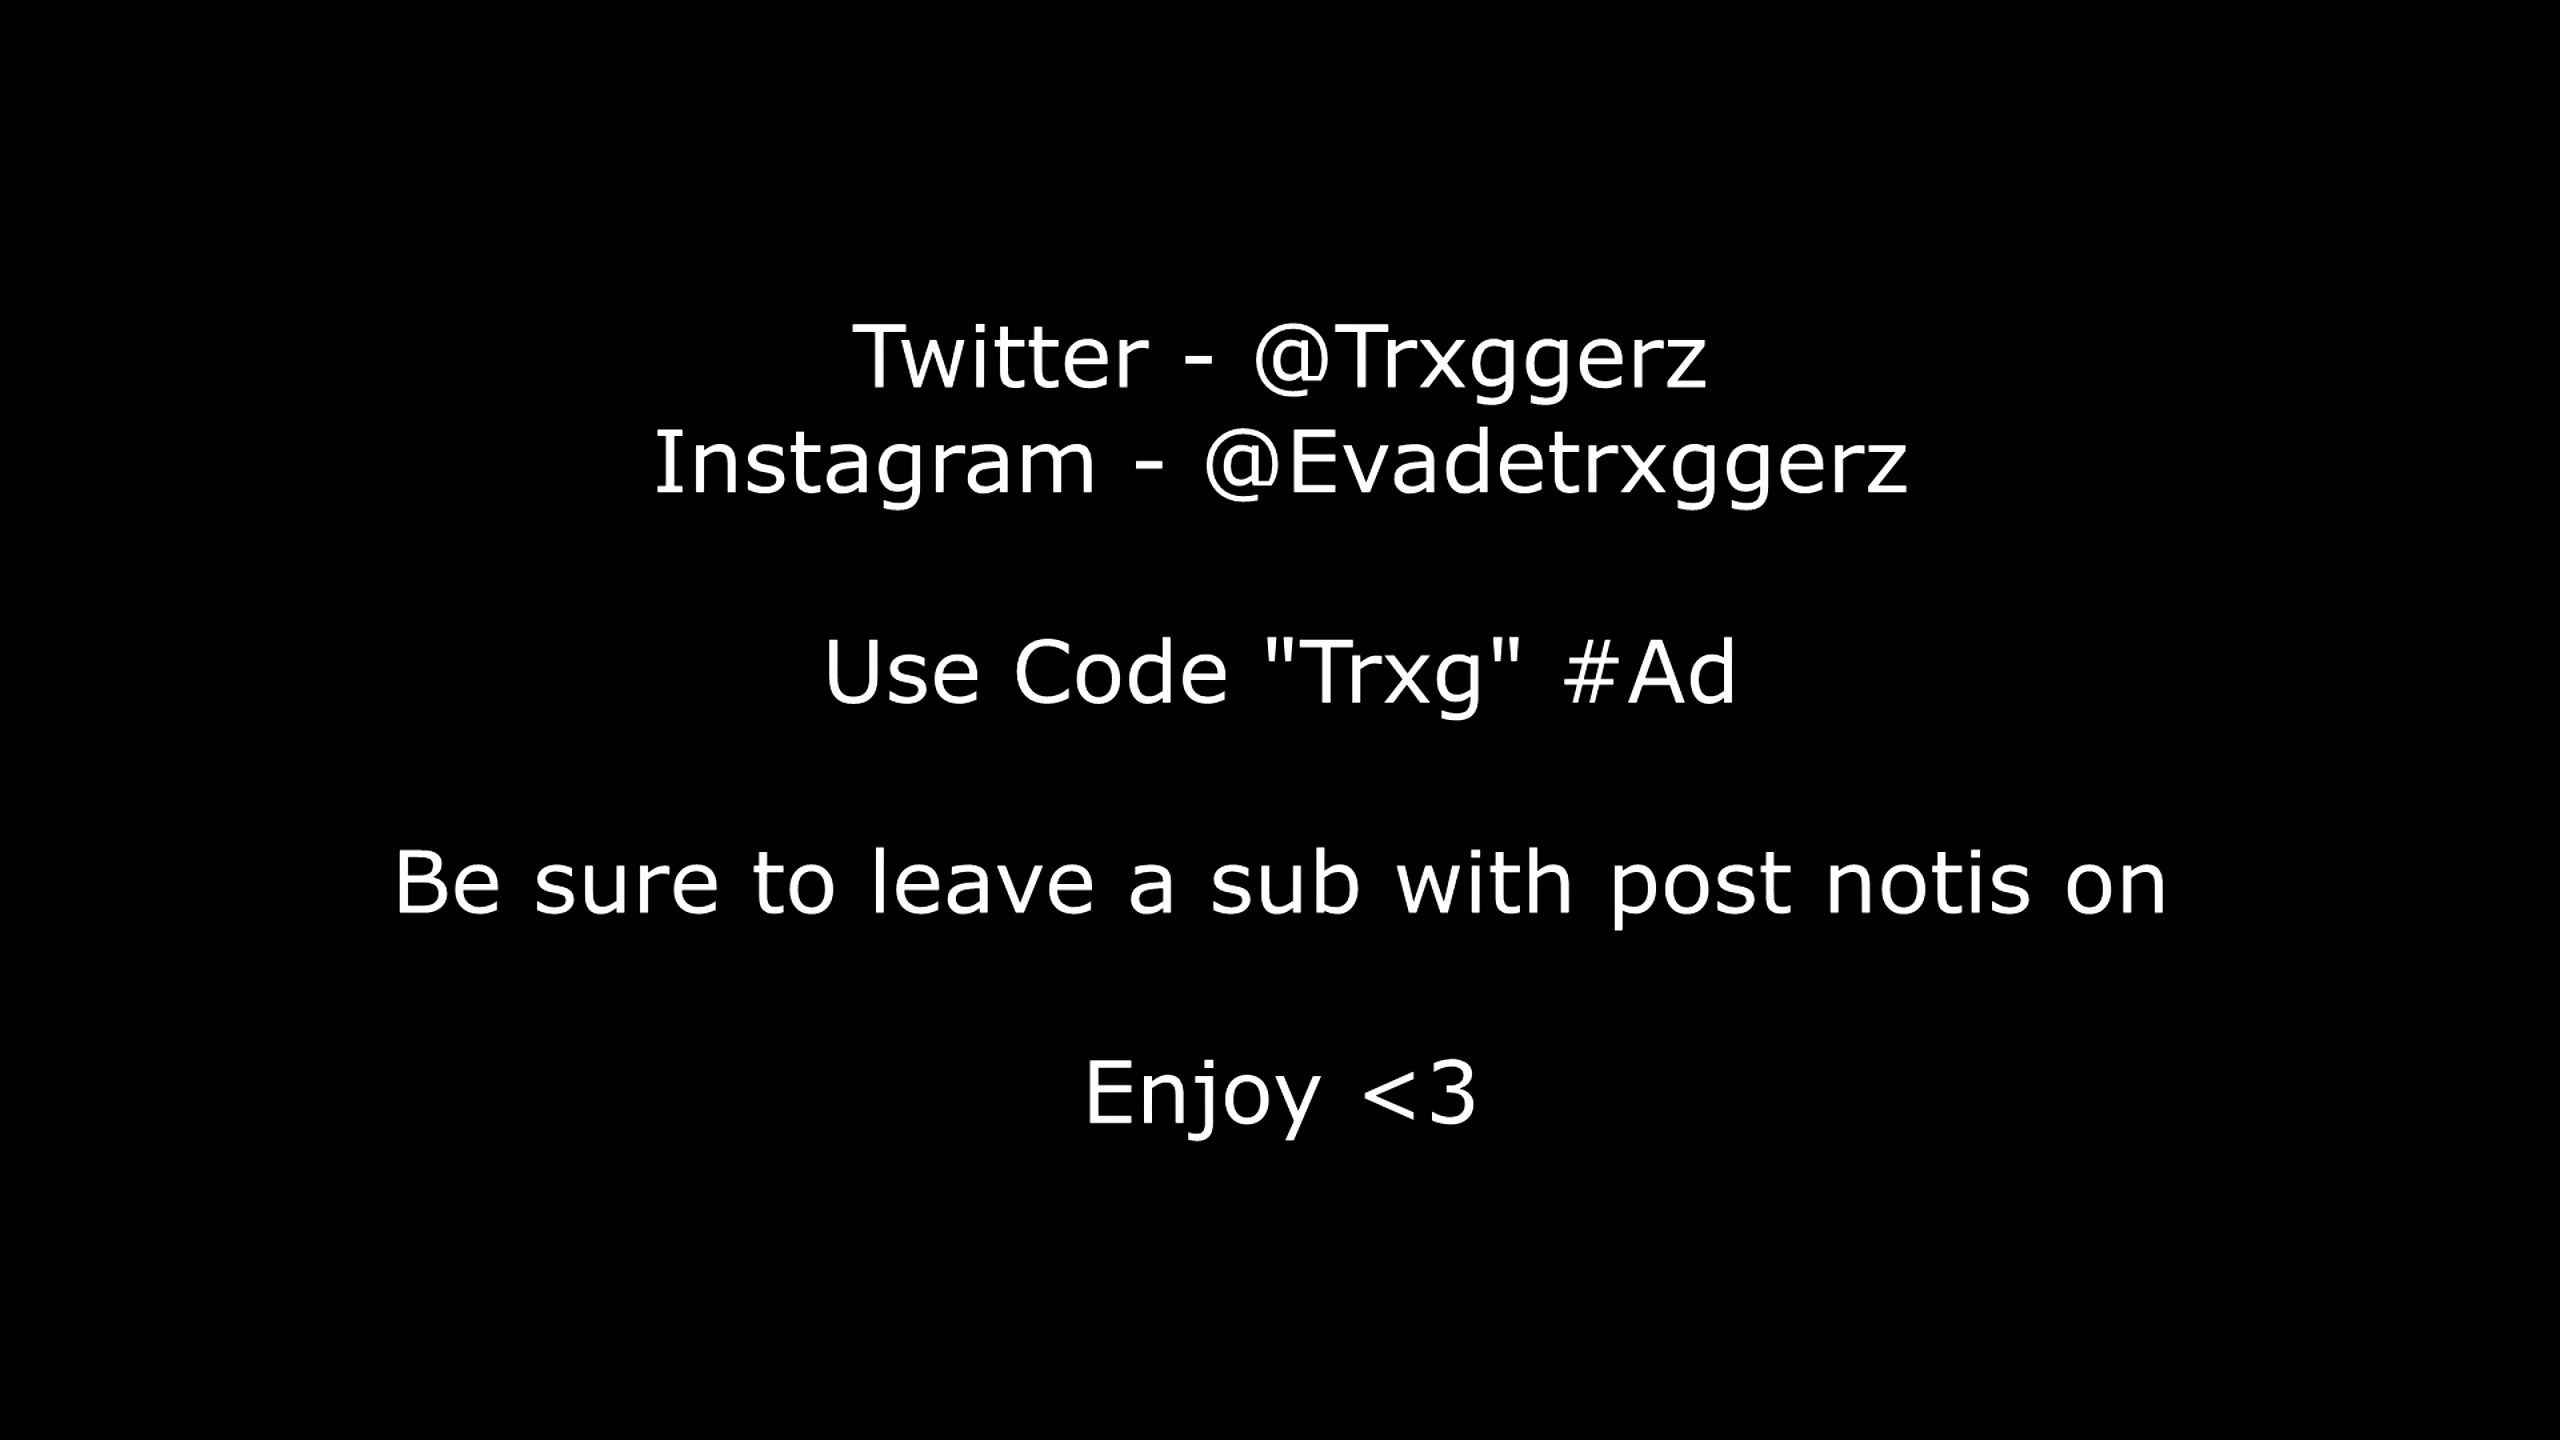 Twitter - @Trxggerz
Instagram - @Evadetrxggerz
Use Code "Trxg" #Ad
Be sure to leave a sub with post notis on
Enjoy <3